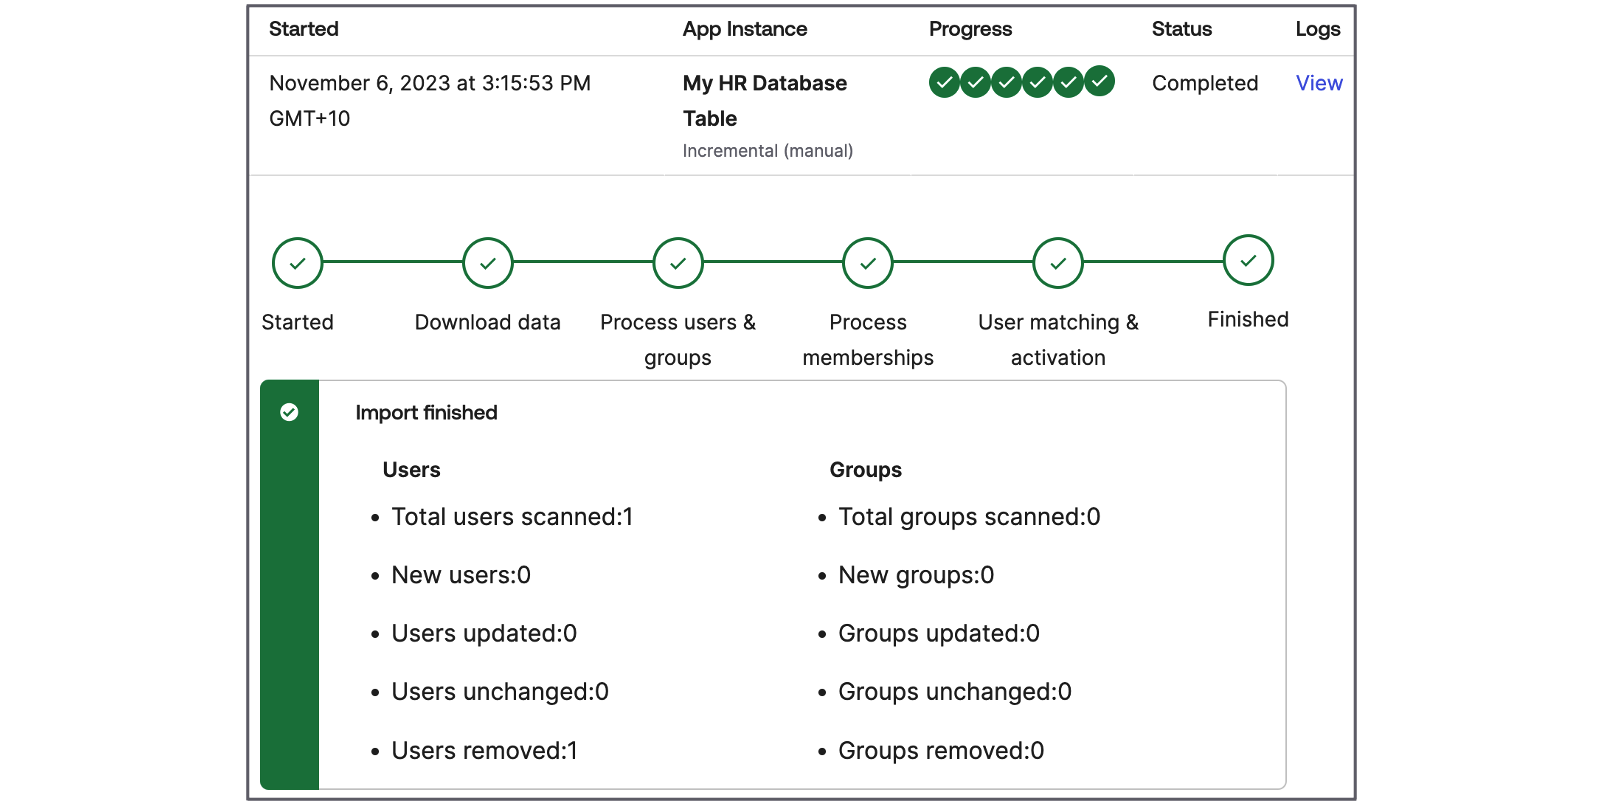 Started App Instance Progress Status Logs
November 6, 2023 at 3:15:53 PM My HR Database Completed View
GMT+10 Table
Incremental (manual)
Started Download data Process users & Process User matching & Finished
groups memberships activation
Import finished
Users Groups
• Total users scanned:1 • Total groups scanned:0
• New users:0 • New groups:0
• Users updated:0 • Groups updated:0
• Users unchanged:0 • Groups unchanged:0
• Users removed:1 • Groups removed:0